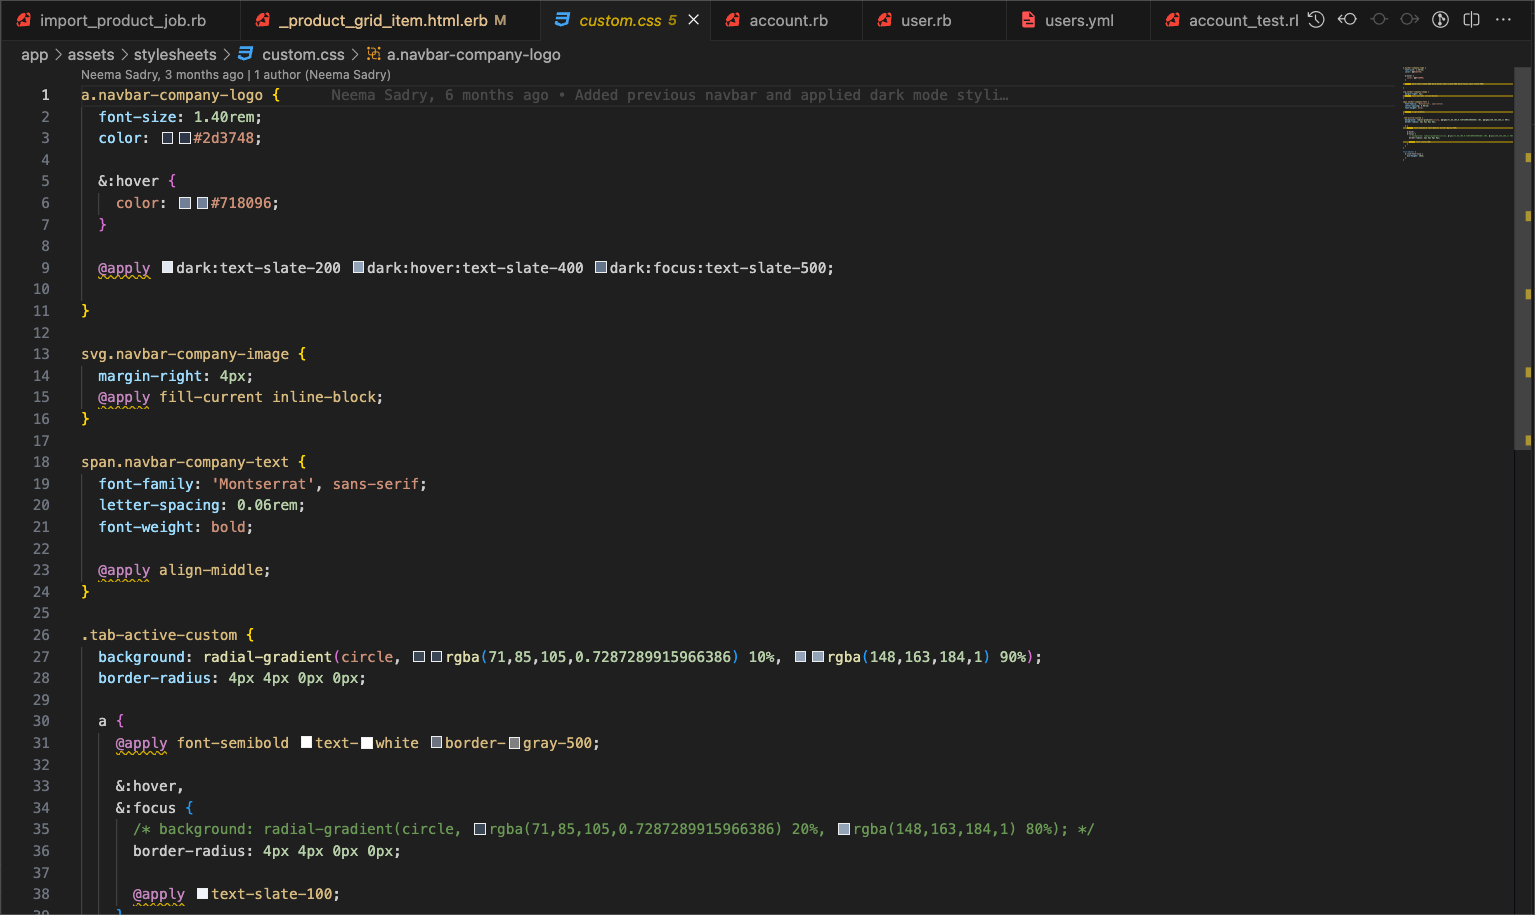 import_product_job.rb
_product_grid_item.html.erb M
custom.css 5
account.rb
user.rb
users.yml
account_test.rl
app > assets > stylesheets > custom.css > a.navbar-company-logo
Neema Sadry, 3 months ago | 1 author (Neema Sadry)
1 a.navbar-company-logo { Neema Sadry, 6 months ago • Added previous navbar and applied dark mode styli…
2 font-size: 1.40rem;
3 color: #2d3748;
4
5 &:hover {
6 color: #718096;
7 }
8
9 @apply dark:text-slate-200 dark:hover:text-slate-400 dark:focus:text-slate-500;
10
11 }
12
13 svg.navbar-company-image {
14 margin-right: 4px;
15 @apply fill-current inline-block;
16 }
17
18 span.navbar-company-text {
19 font-family: 'Montserrat', sans-serif;
20 letter-spacing: 0.06rem;
21 font-weight: bold;
22
23 @apply align-middle;
24 }
25
26 .tab-active-custom {
27 background: radial-gradient(circle, rgba(71,85,105,0.7287289915966386) 10%, rgba(148,163,184,1) 90%);
28 border-radius: 4px 4px 0px 0px;
29
30 a {
31 @apply font-semibold text-white border-gray-500;
32
33 &:hover,
34 &:focus {
35 /* background: radial-gradient(circle, rgba(71,85,105,0.7287289915966386) 20%, rgba(148,163,184,1) 80%); */
36 border-radius: 4px 4px 0px 0px;
37
38 @apply text-slate-100;
39 }